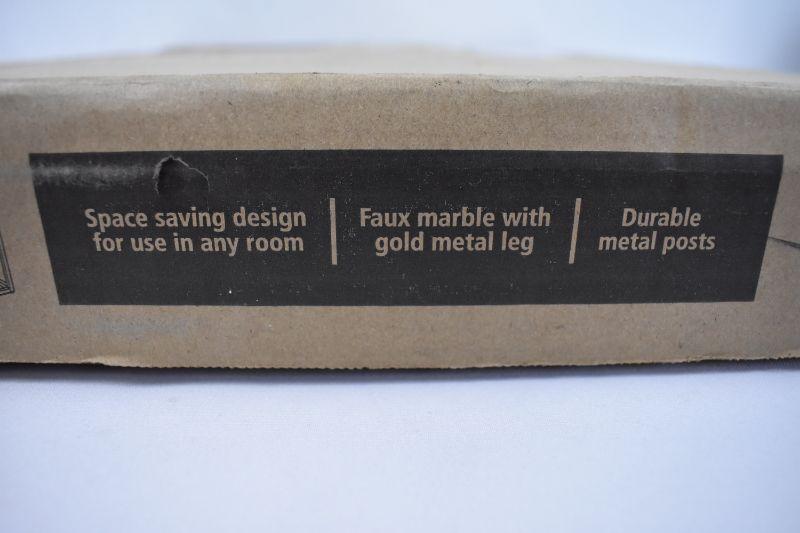 Space saving design
for use in any room
Faux marble with
gold metal leg
Durable
metal posts